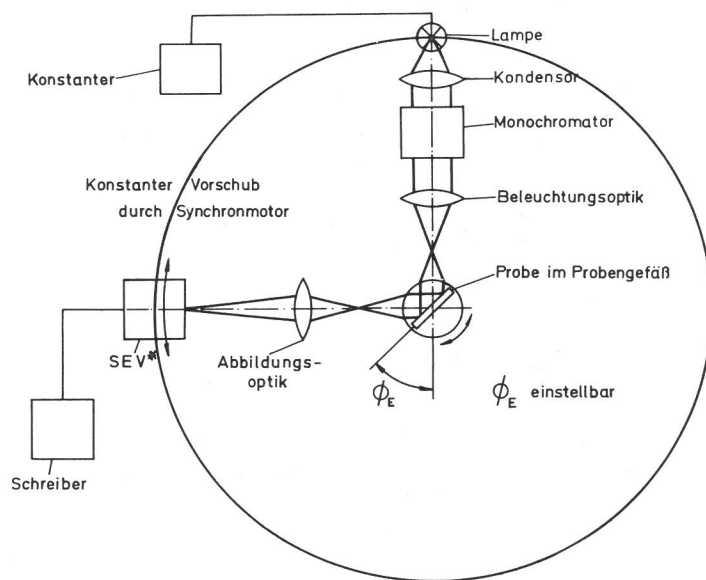 Lampe
Konstanter
Kondensor
Monochromator
Konstanter Vorschub
durch Synchronmotor
Beleuchtungsoptik
Probe im Probengefäß
SEV*
Abbildungs-
optik
ϕE
ϕE einstellbar
Schreiber